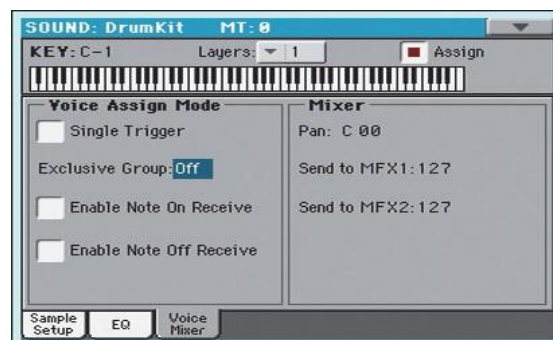 SOUND: DrumKit MT: 0
KEY: C-1 Layers: 1 Assign
Voice Assign Mode
Single Trigger
Exclusive Group: Off
Enable Note On Receive
Enable Note Off Receive
Mixer
Pan: C 00
Send to MFX1:127
Send to MFX2:127
Sample Setup
EQ
Voice Mixer